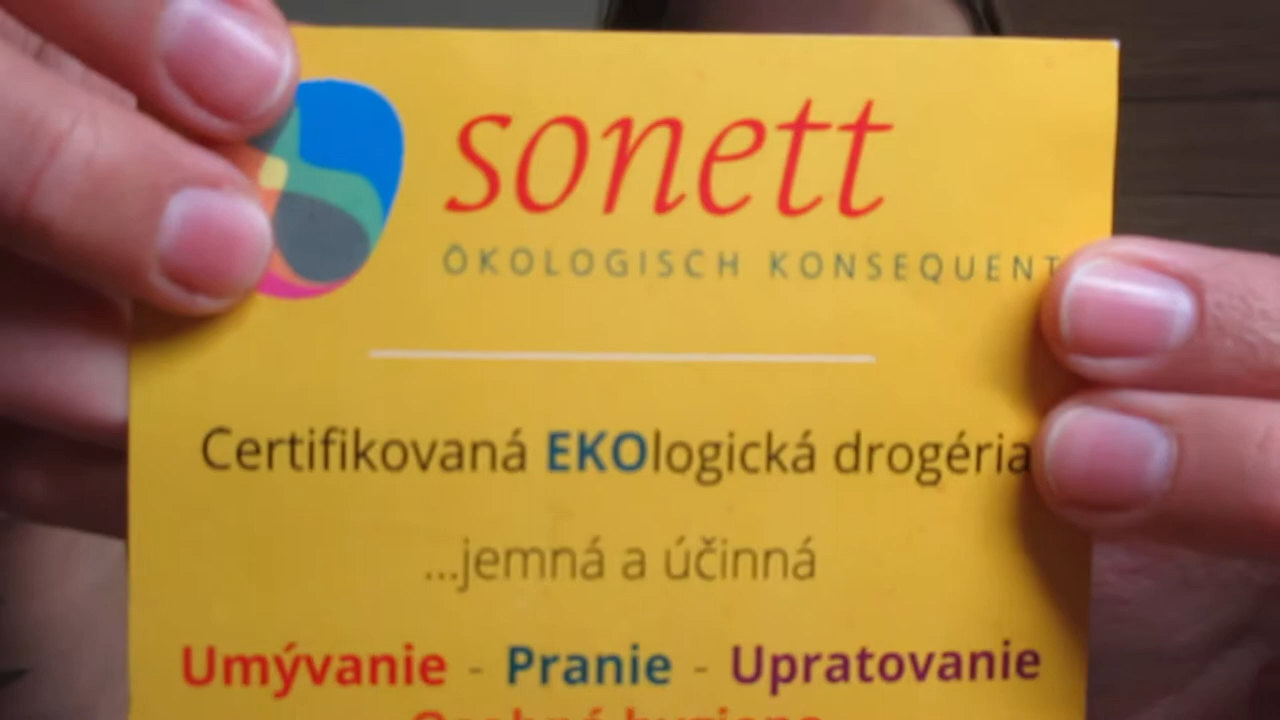 sonett
ÖKOLOGISCH KONSEQUENT
Certifikovaná EKOlogická drogéria
...jemná a účinná
Umývanie - Pranie - Upratovanie